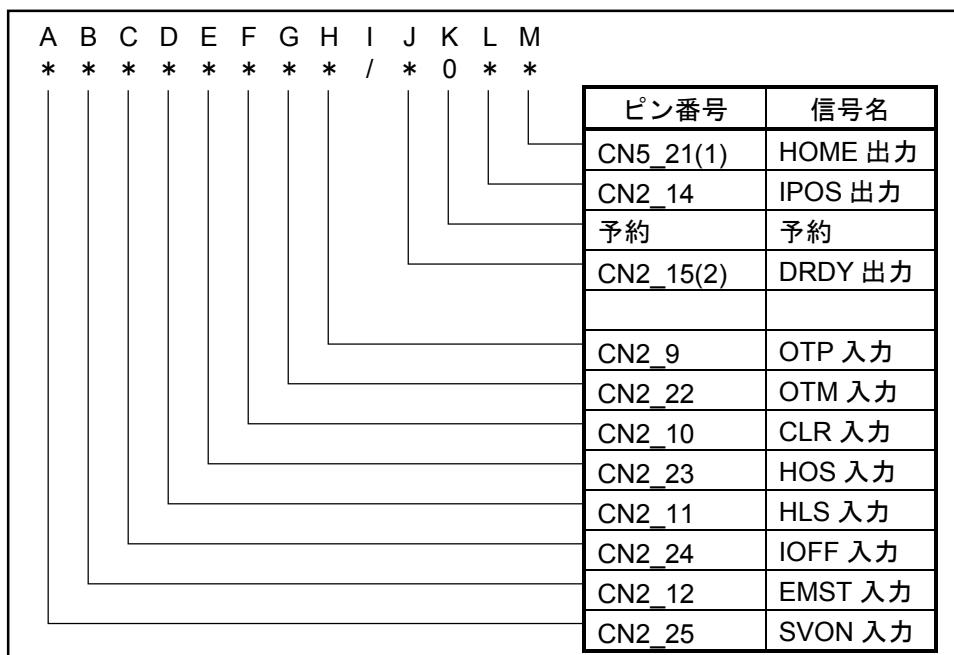 A B C D E F G H I J K L M
* * * * * * * * / * 0 * *
ピン番号 信号名
CN5_21(1) HOME 出力
CN2_14 IPOS 出力
予約 予約
CN2_15(2) DRDY 出力
CN2_9 OTP 入力
CN2_22 OTM 入力
CN2_10 CLR 入力
CN2_23 HOS 入力
CN2_11 HLS 入力
CN2_24 IOFF 入力
CN2_12 EMST 入力
CN2_25 SVON 入力